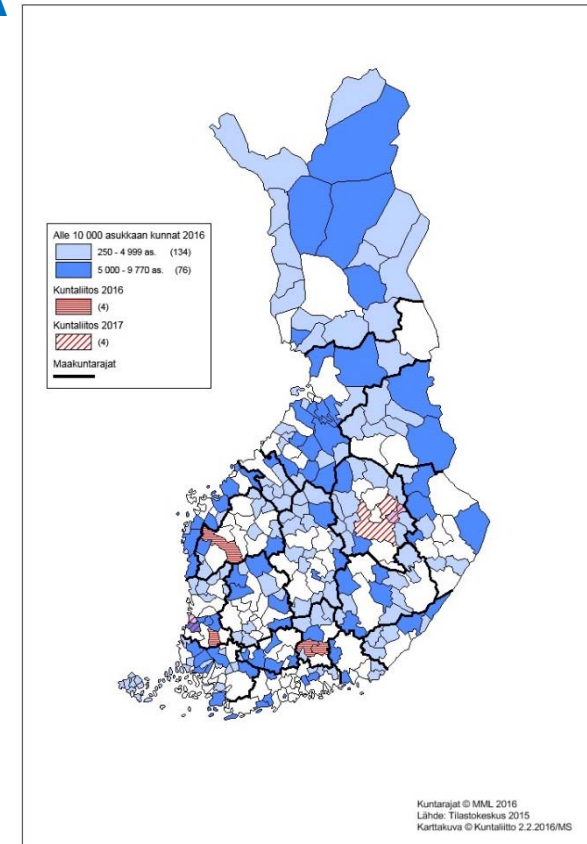 Alle 10 000 asukkaan kunnat 2016
250 - 4 999 as. (134)
5 000 - 9 770 as. (76)
Kuntaliitos 2016
(4)
Kuntaliitos 2017
(4)
Maakuntarajat
Kuntarajat © MML 2016
Lähde: Tilastokeskus 2015
Karttakuva © Kuntaliitto 2.2.2016/MS